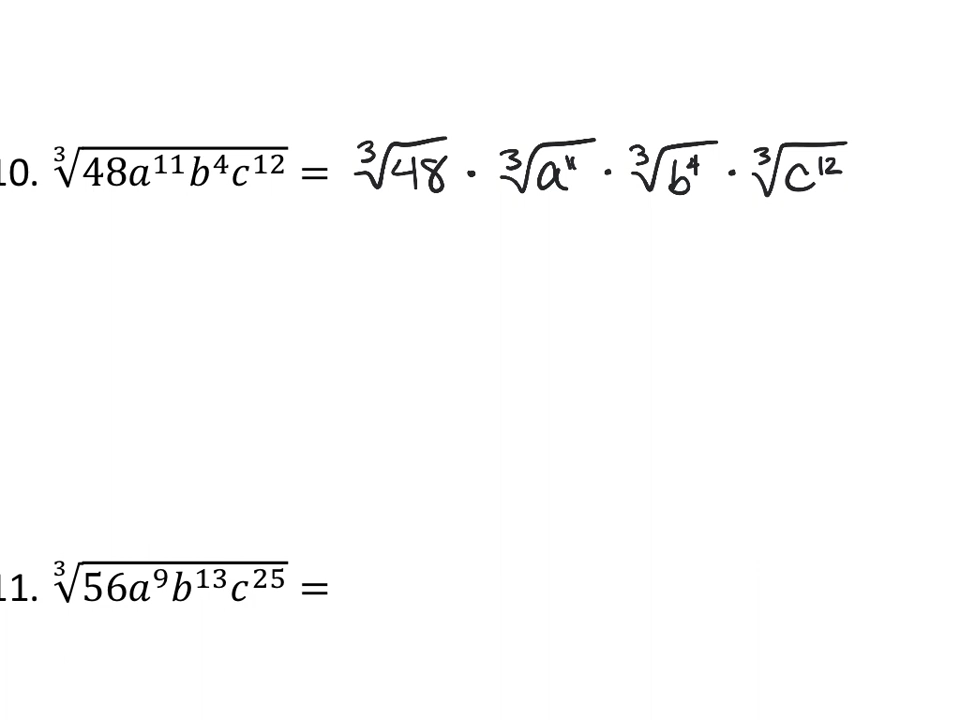 10. ∛48a¹¹b⁴c¹² = ∛48 · ∛a¹¹ · ∛b⁴ · ∛c¹²
11. ∛56a⁹b¹³c²⁵ =